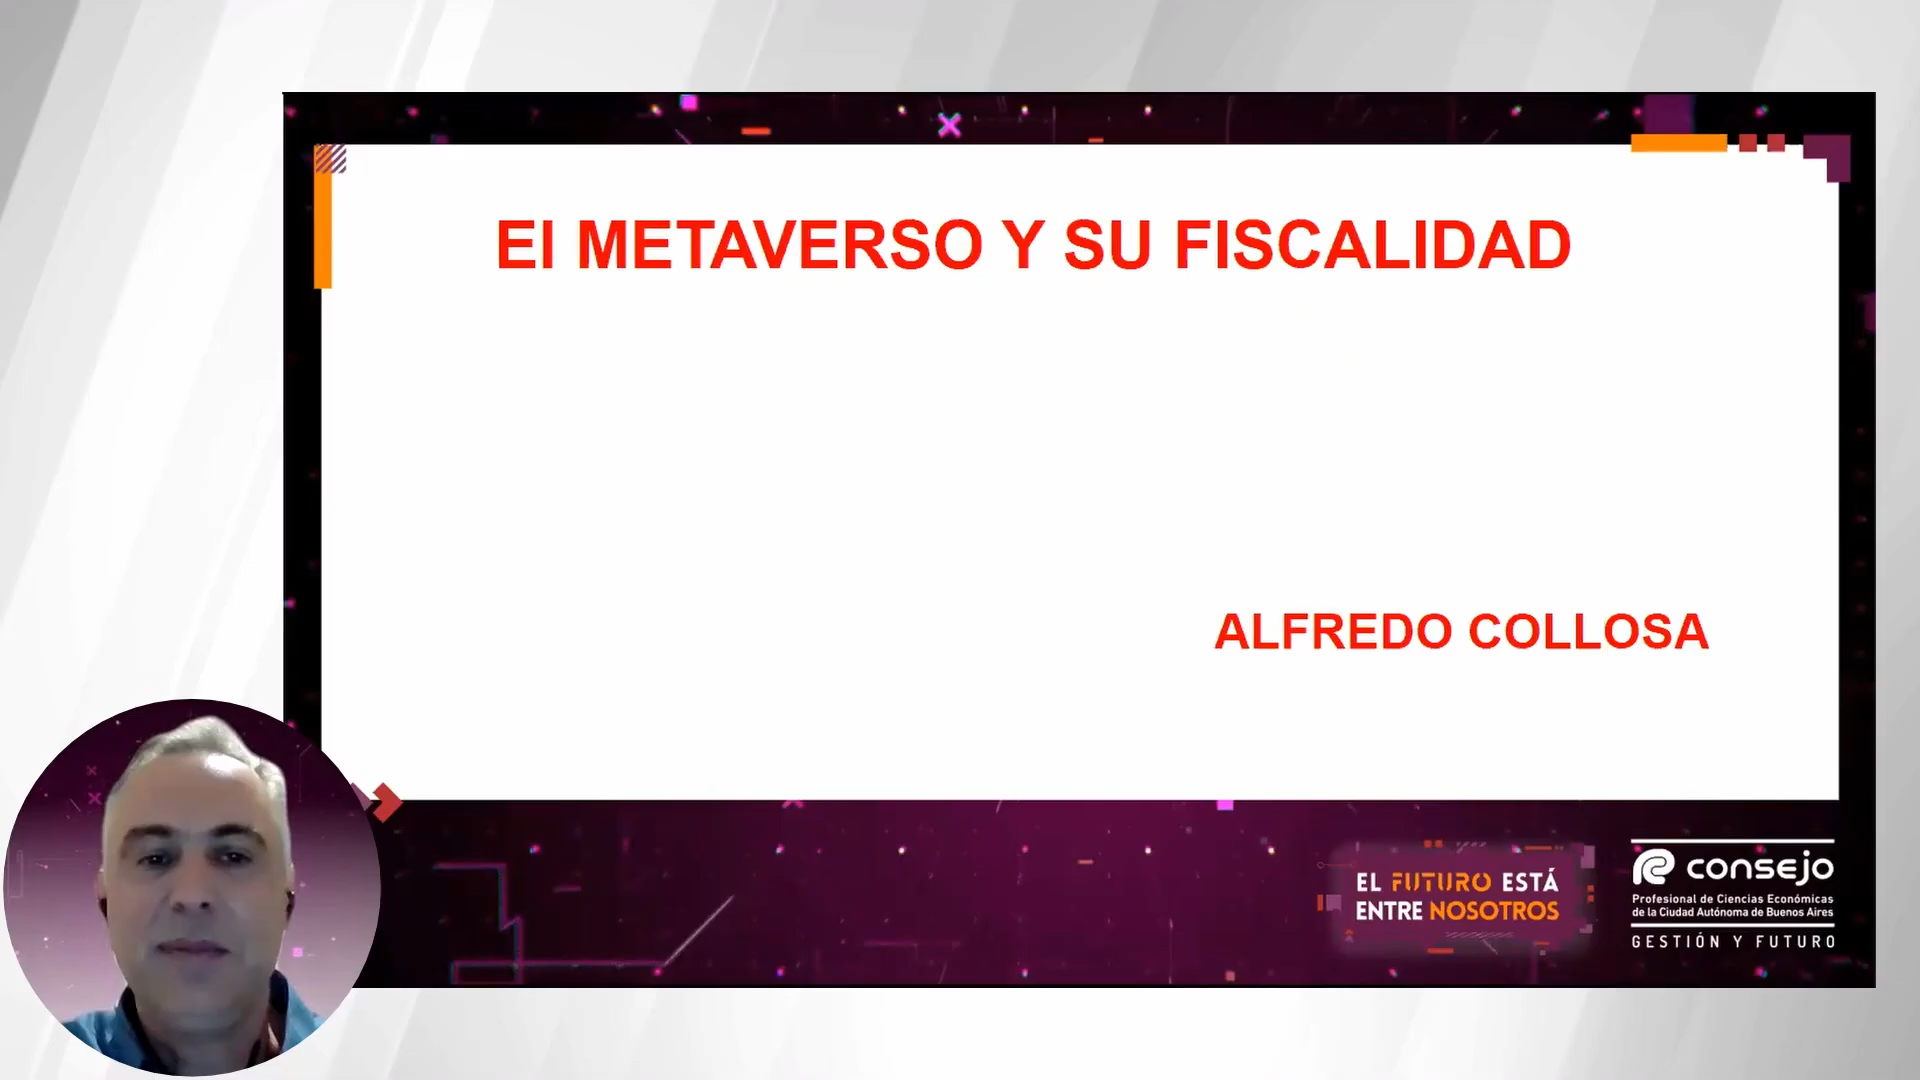 El METAVERSO Y SU FISCALIDAD
ALFREDO COLLOSA
EL FUTURO ESTÁ
ENTRE NOSOTROS
consejo
Profesional de Ciencias Económicas
de la Ciudad Autónoma de Buenos Aires
GESTIÓN Y FUTURO